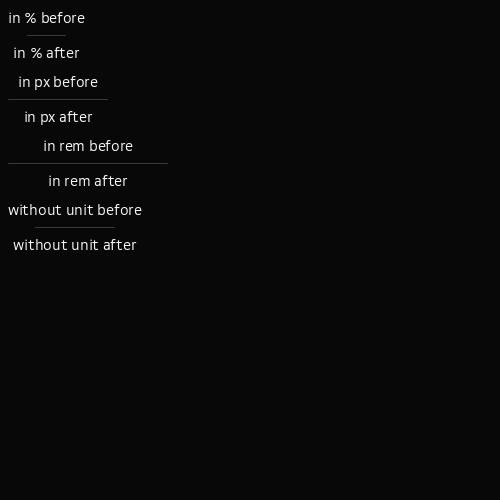 in % before
in % after
in px before
in px after
in rem before
in rem after
without unit before
without unit after